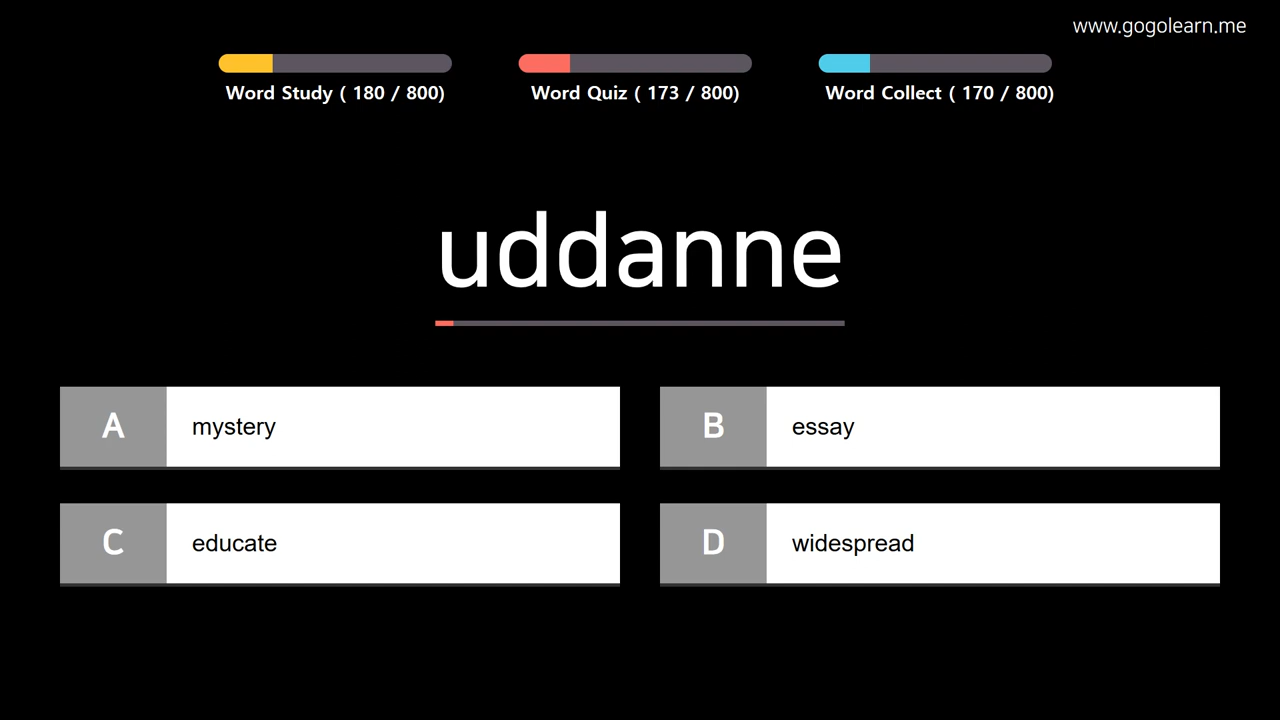 www.gogolearn.me
Word Study ( 180 / 800)
Word Quiz ( 173 / 800)
Word Collect ( 170 / 800)
uddanne
A mystery
B essay
C educate
D widespread